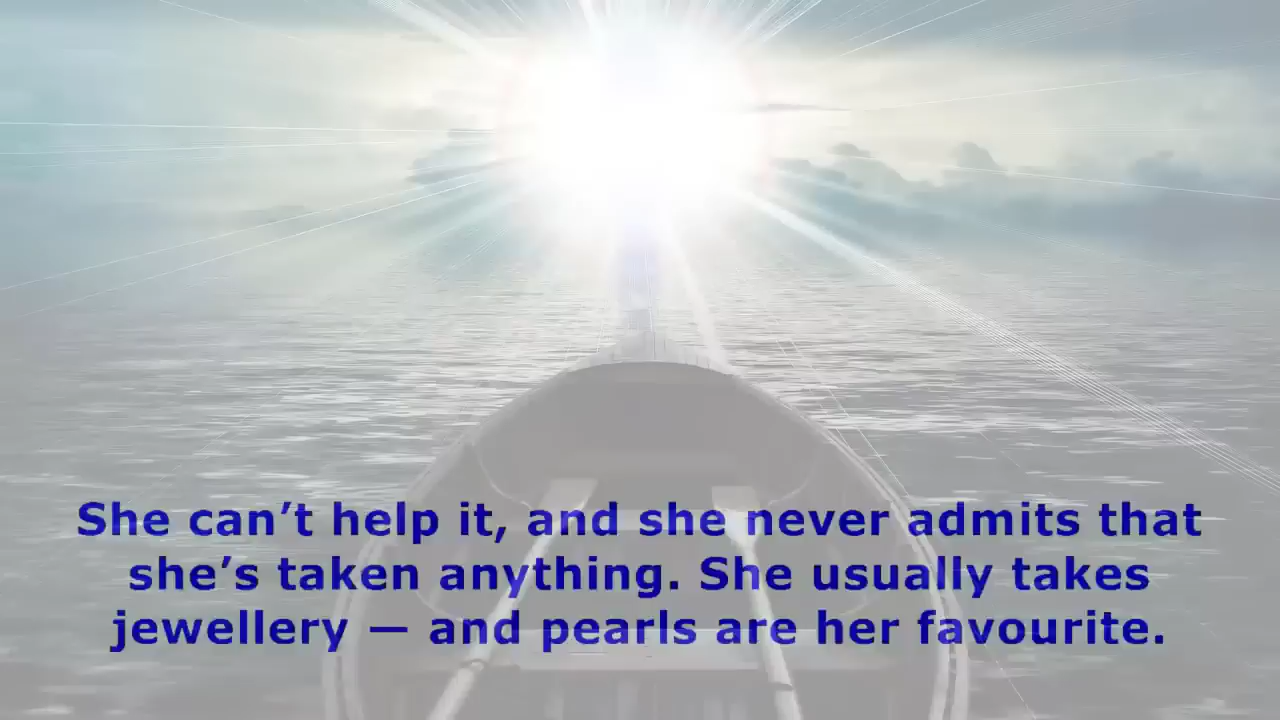 She can’t help it, and she never admits that
she’s taken anything. She usually takes
jewellery — and pearls are her favourite.